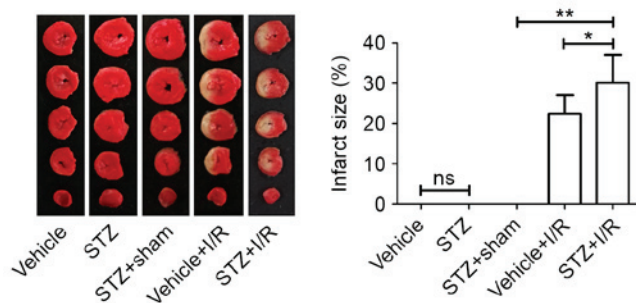 Vehicle
STZ
STZ+sham
Vehicle+I/R
STZ+I/R
Infarct size (%)
40
30
20
10
0
**
*
ns
Vehicle
STZ
STZ+sham
Vehicle+I/R
STZ+I/R